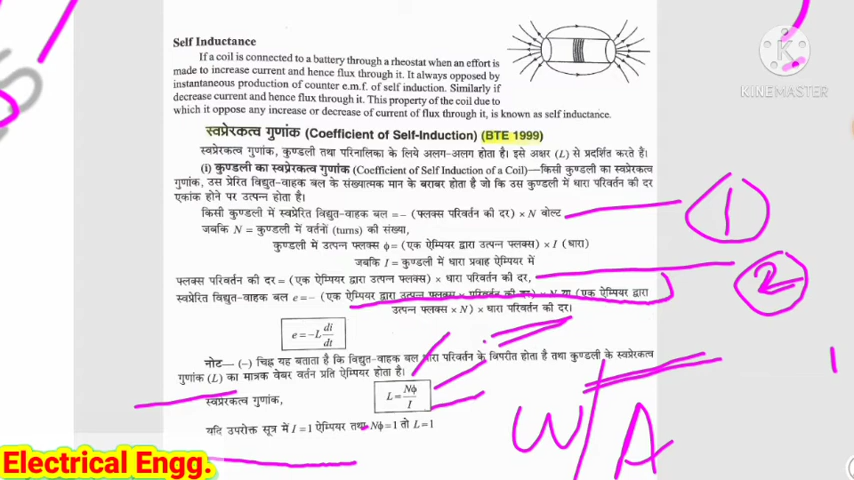 Self Inductance
If a coil is connected to a battery through a rheostat when an effort is
made to increase current and hence flux through it. It always opposed by
instantaneous production of counter e.m.f. of self induction. Similarly if
decrease current and hence flux through it. This property of the coil due to
which it oppose any increase or decrease of current of flux through it, is known as self inductance.
स्वप्रेरकत्व गुणांक (Coefficient of Self-Induction) (BTE 1999)
स्वप्रेरकत्व गुणांक, कुण्डली तथा परिनालिका के लिये अलग-अलग होता है। इसे अक्षर (L) से प्रदर्शित करते है।
(i) कुण्डली का स्वप्रेरकत्व गुणांक (Coefficient of Self Induction of a Coil)—किसी कुण्डली का स्वप्रेरकत्व
गुणांक, उस प्रेरित विद्युत-वाहक बल के संख्यात्मक मान के बराबर होता है जो कि उस कुण्डली में धारा परिवर्तन की दर
एकांक होने पर उत्पन्न होता है।
किसी कुण्डली में स्वप्रेरित विद्युत-वाहक बल = – (फ्लक्स परिवर्तन की दर) × N वोल्ट
जबकि N = कुण्डली में वर्तनों (turns) की संख्या,
कुण्डली में उत्पन्न फ्लक्स ϕ = (एक ऐम्पियर द्वारा उत्पन्न फ्लक्स) × I (धारा)
जबकि I = कुण्डली में धारा प्रवाह ऐम्पियर में
फ्लक्स परिवर्तन की दर = (एक ऐम्पियर द्वारा उत्पन्न फ्लक्स) × धारा परिवर्तन की दर,
स्वप्रेरित विद्युत-वाहक बल e = – (एक ऐम्पियर द्वारा उत्पन्न फ्लक्स × परिवर्तन की दर) × N या (एक ऐम्पियर द्वारा
उत्पन्न फ्लक्स × N) × धारा परिवर्तन की दर।
e = –L di/dt
नोट— (–) चिह्न यह बताता है कि विद्युत-वाहक बल धारा परिवर्तन के विपरीत होता है तथा कुण्डली के स्वप्रेरकत्व
गुणांक (L) का मात्रक वेबर वर्तन प्रति ऐम्पियर होता है।
स्वप्रेरकत्व गुणांक, L = Nϕ/I
यदि उपरोक्त सूत्र में I = 1 ऐम्पियर तथा Nϕ = 1 तो L = 1
1
2
W/A
KINEMASTER
Electrical Engg.